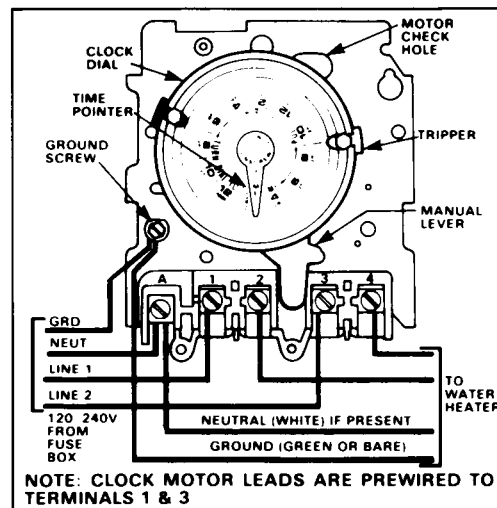 MOTOR
CHECK
HOLE
CLOCK
DIAL
TIME
POINTER
TRIPPER
GROUND
SCREW
MANUAL
LEVER
A 1 2 3 4
GRD
NEUT
LINE 1
LINE 2
TO
WATER
HEATER
120 240V
FROM
FUSE
BOX
NEUTRAL (WHITE) IF PRESENT
GROUND (GREEN OR BARE)
NOTE: CLOCK MOTOR LEADS ARE PREWIRED TO
TERMINALS 1 & 3